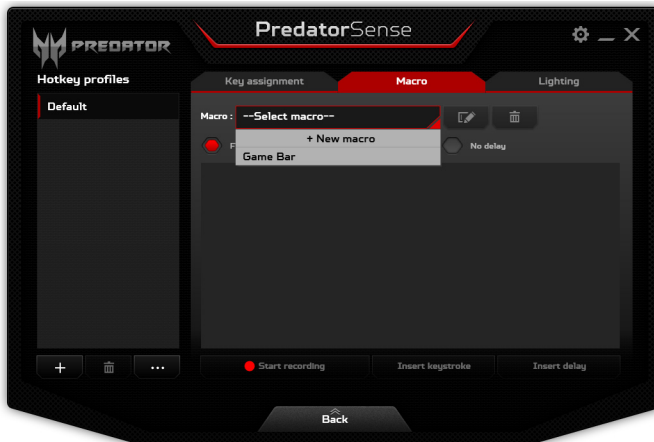 PredatorSense
PREDATOR
Hotkey profiles
Key assignment
Macro
Lighting
Default
Macro :
--Select macro--
+ New macro
Game Bar
F
No delay
+
...
Start recording
Insert keystroke
Insert delay
Back